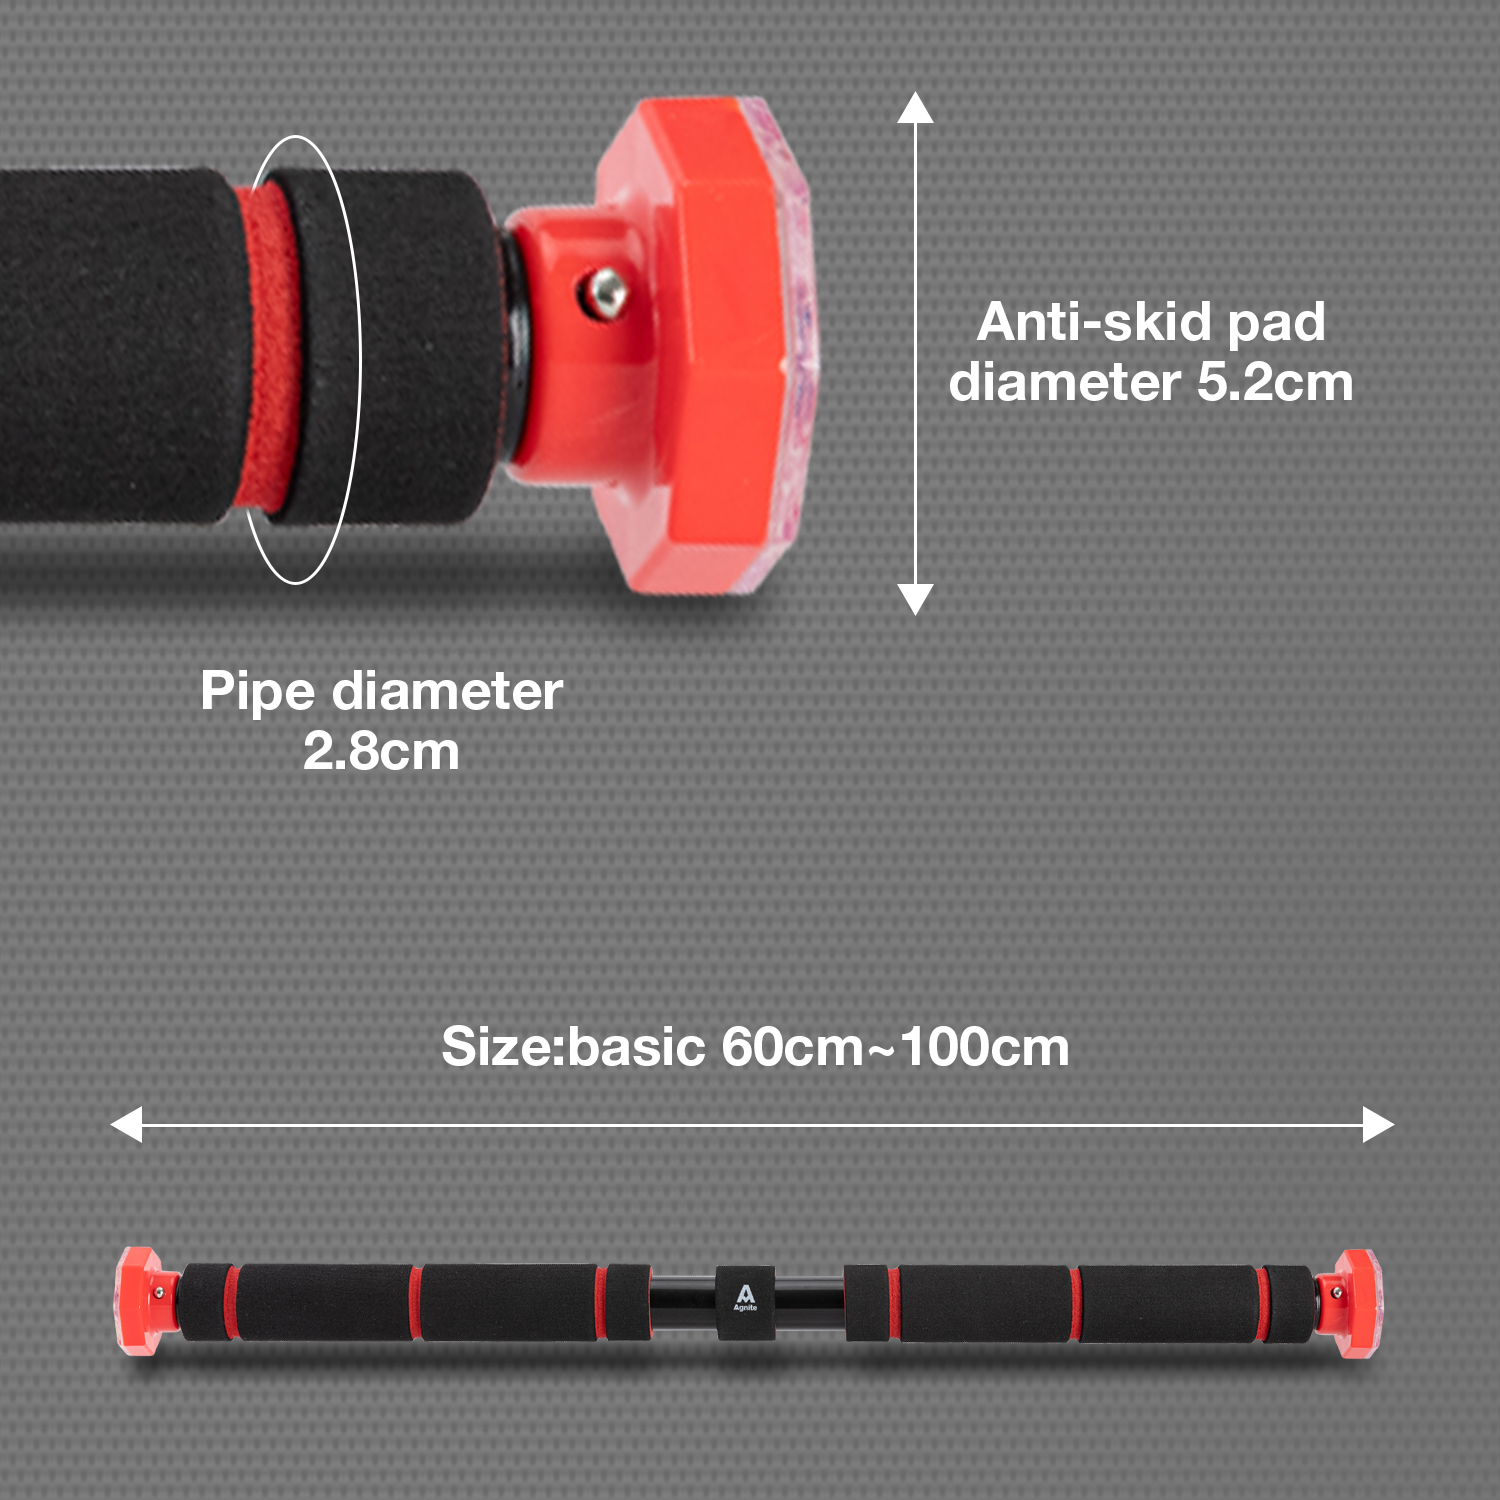 Anti-skid pad
diameter 5.2cm
Pipe diameter
2.8cm
Size:basic 60cm~100cm
Agnite